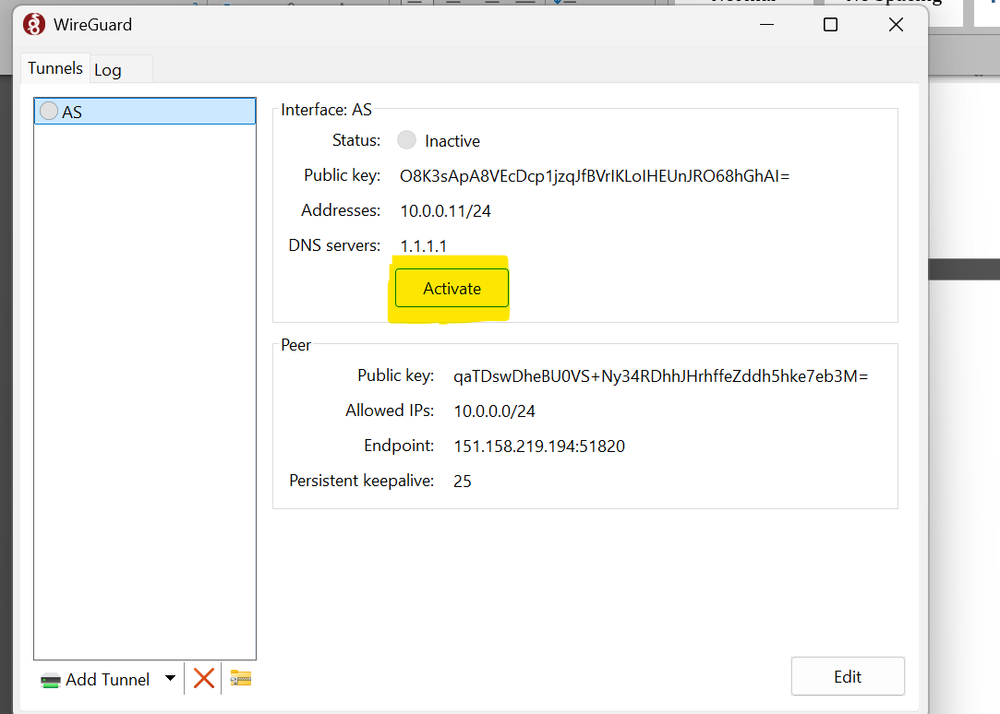 WireGuard
Tunnels
Log
AS
Interface: AS
Status: Inactive
Public key: O8K3sApA8VEcDcp1jzqJfBVrIKLoIHEUnJRO68hGhAI=
Addresses: 10.0.0.11/24
DNS servers: 1.1.1.1
Activate
Peer
Public key: qaTDswDheBU0VS+Ny34RDhhJHrhffeZddh5hke7eb3M=
Allowed IPs: 10.0.0.0/24
Endpoint: 151.158.219.194:51820
Persistent keepalive: 25
Add Tunnel
Edit